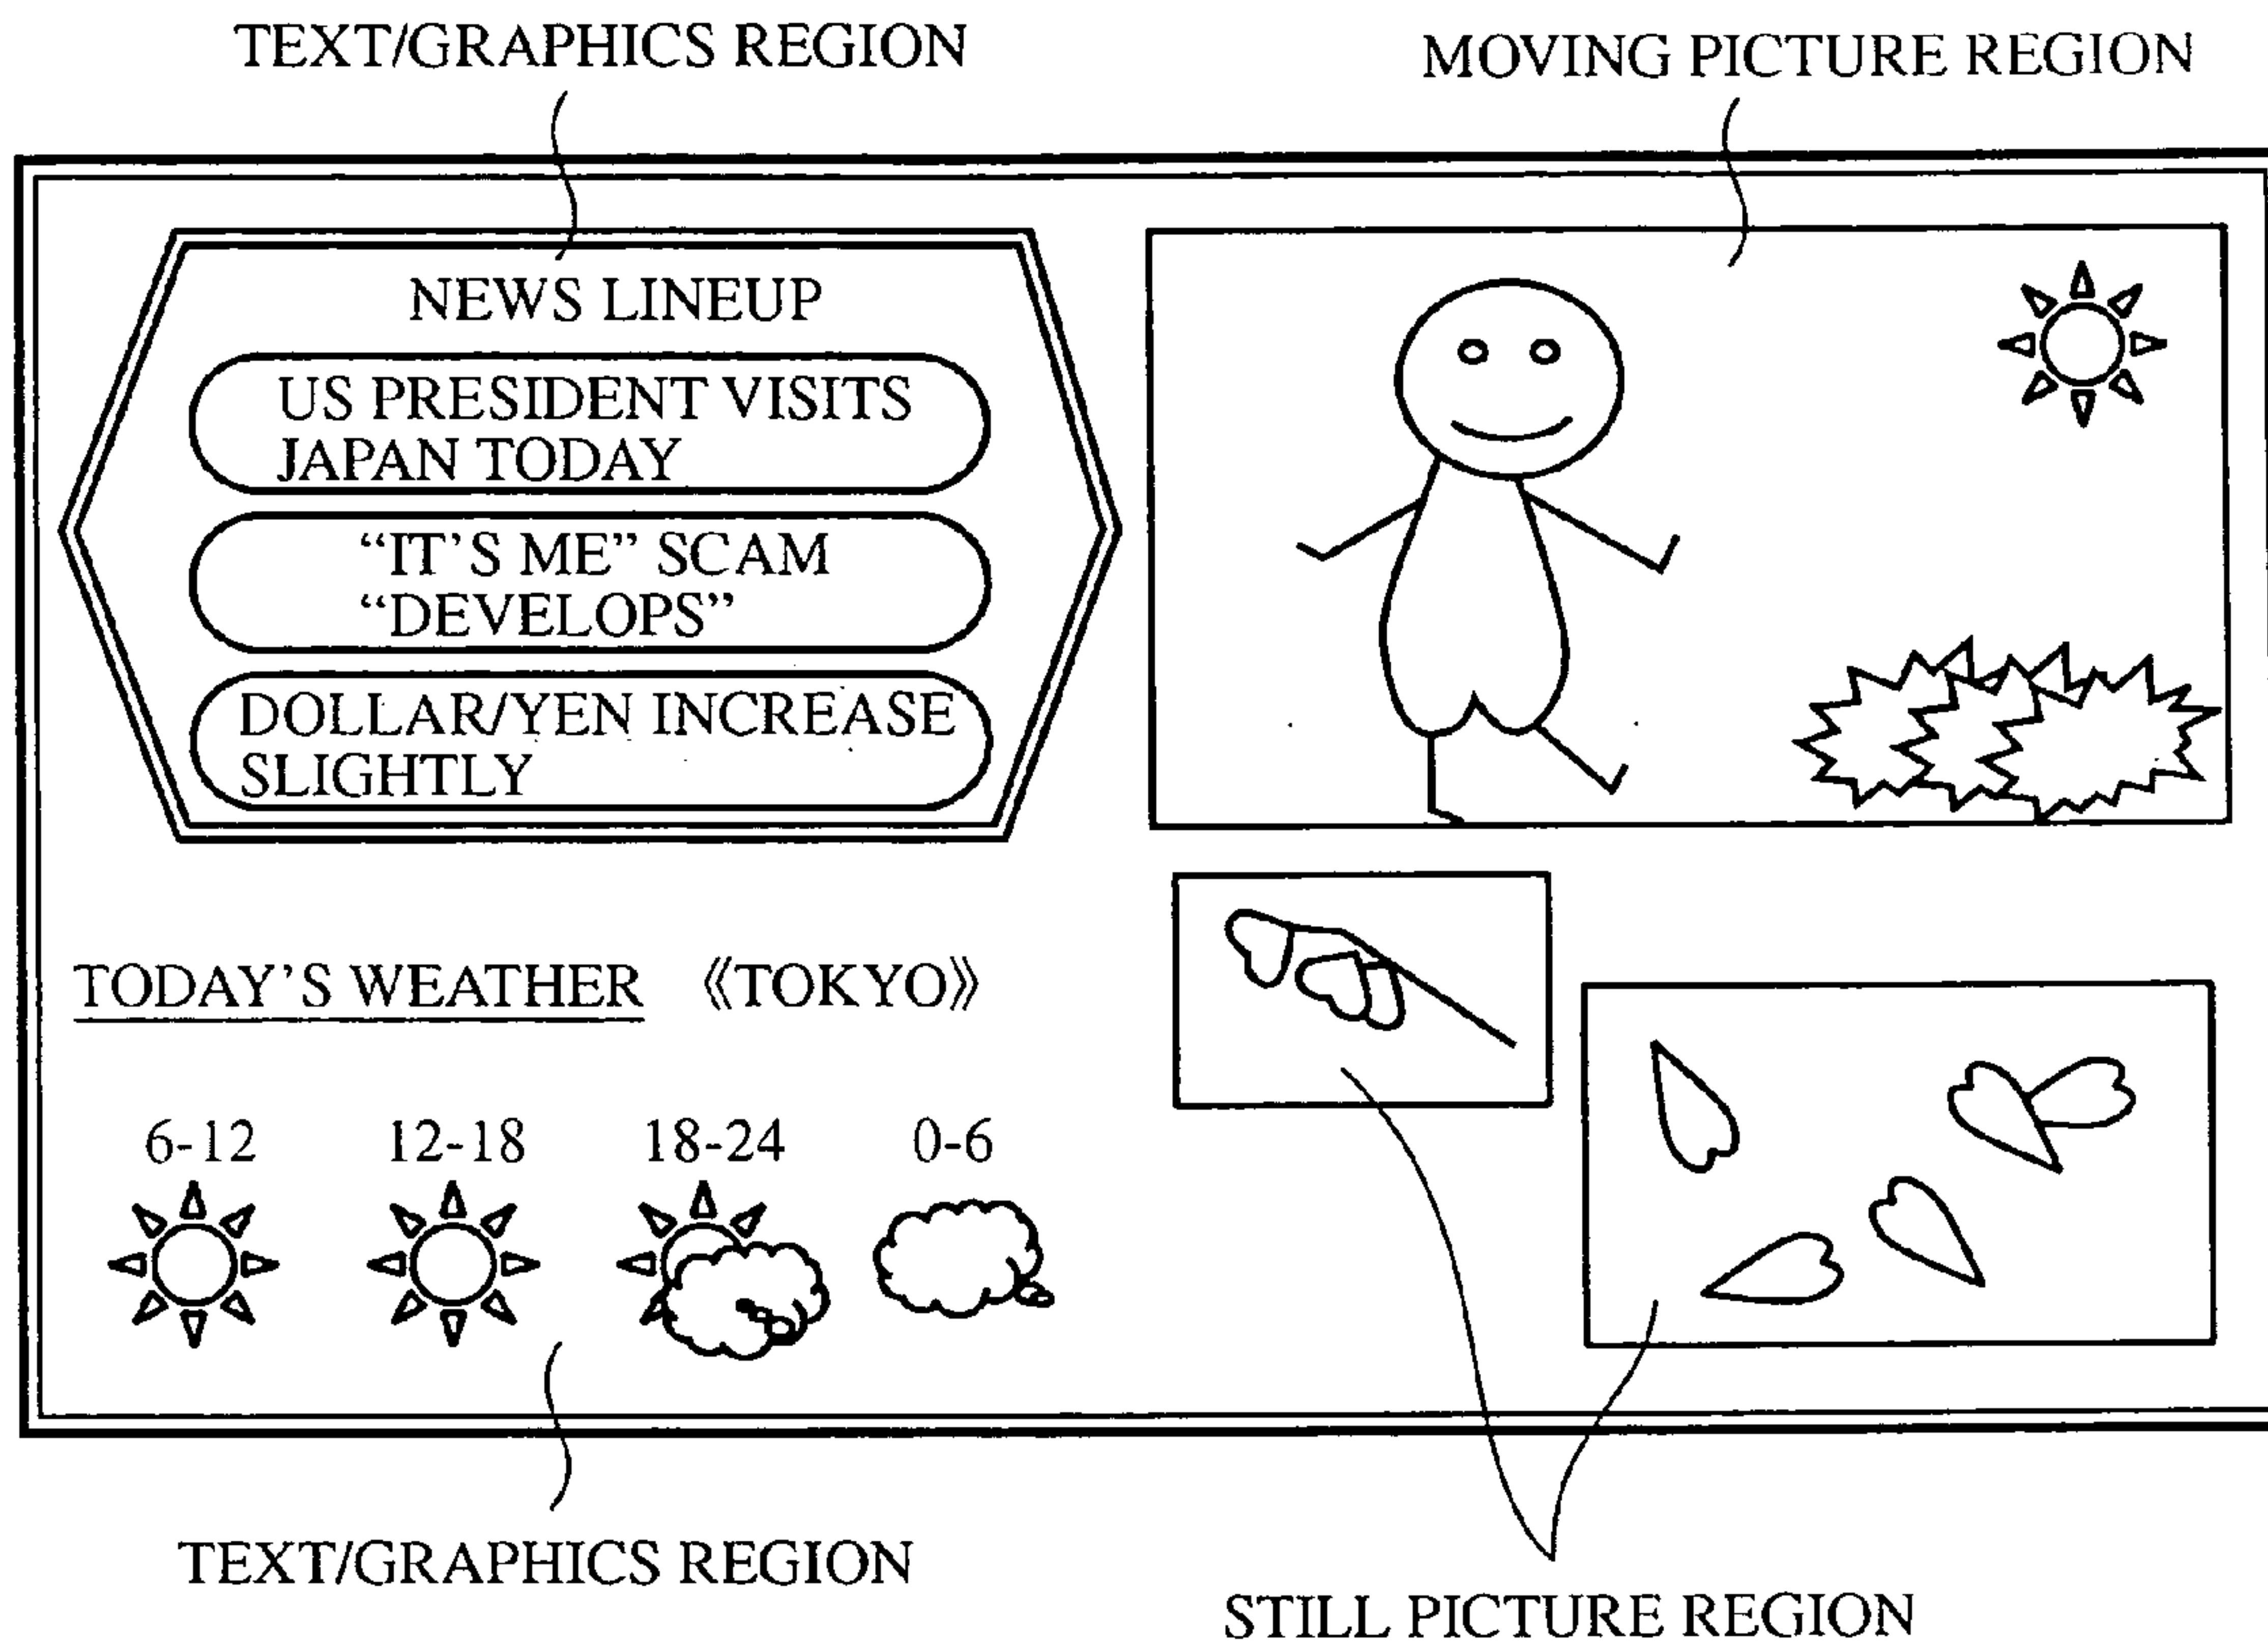 TEXT/GRAPHICS REGION
MOVING PICTURE REGION
NEWS LINEUP
US PRESIDENT VISITS
JAPAN TODAY
“IT’S ME” SCAM
“DEVELOPS”
DOLLAR/YEN INCREASE
SLIGHTLY
TODAY’S WEATHER 《TOKYO》
6-12 12-18 18-24 0-6
TEXT/GRAPHICS REGION
STILL PICTURE REGION